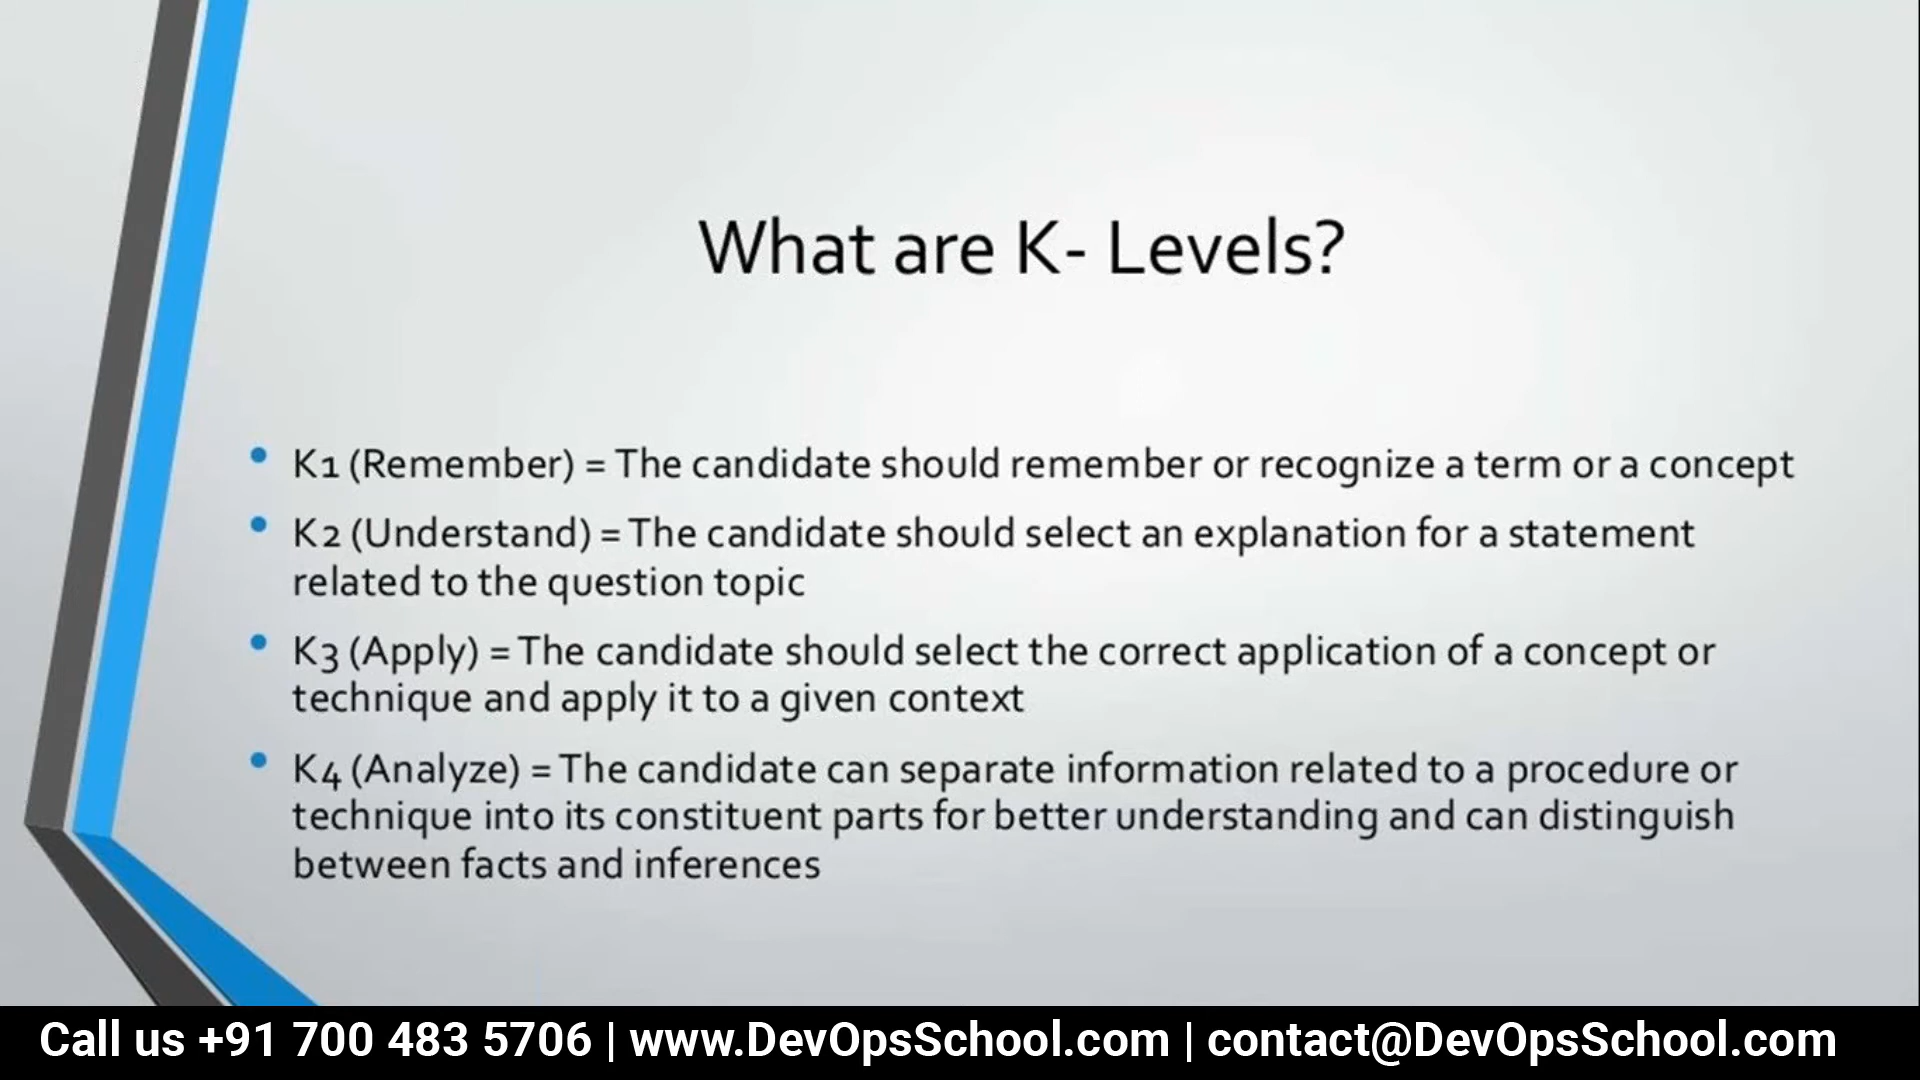 What are K- Levels?
K1 (Remember) = The candidate should remember or recognize a term or a concept
K2 (Understand) = The candidate should select an explanation for a statement
related to the question topic
K3 (Apply) = The candidate should select the correct application of a concept or
technique and apply it to a given context
K4 (Analyze) = The candidate can separate information related to a procedure or
technique into its constituent parts for better understanding and can distinguish
between facts and inferences
Call us +91 700 483 5706 | www.DevOpsSchool.com | contact@DevOpsSchool.com